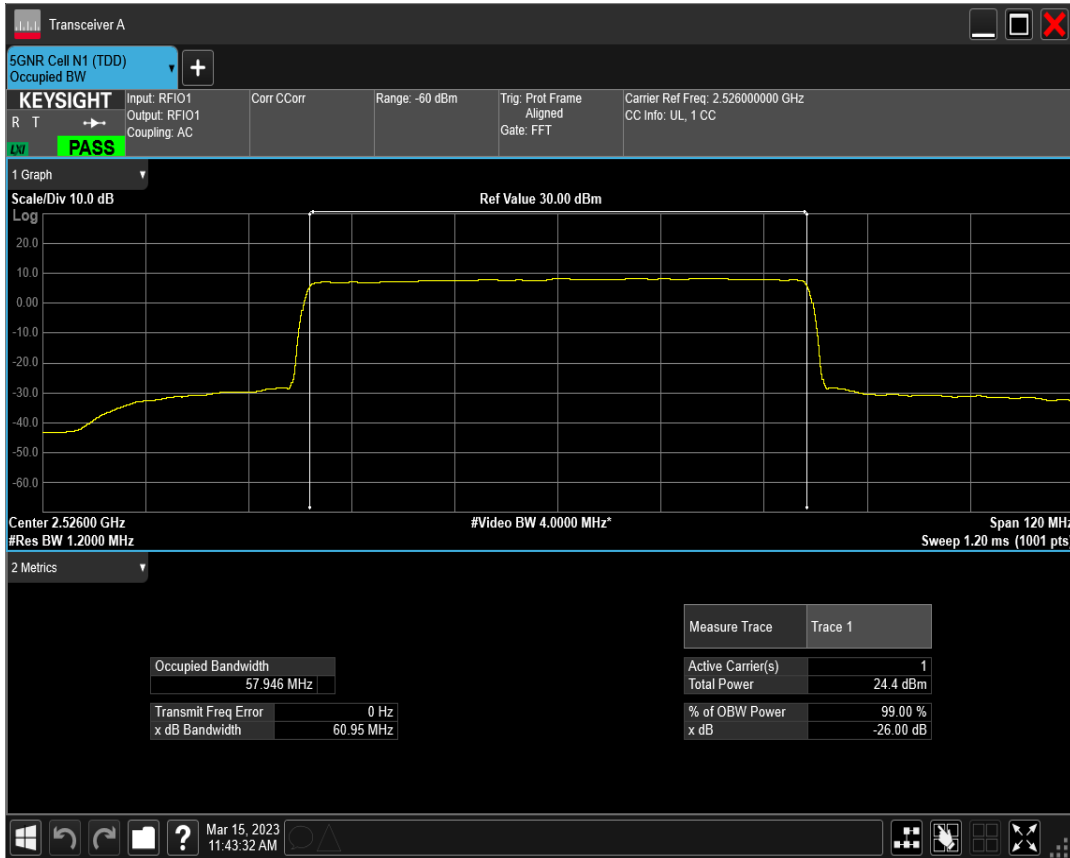 Transceiver A
5GNR Cell N1 (TDD)
Occupied BW
KEYSIGHT
R T
LXI
PASS
Input: RFIO1
Output: RFIO1
Coupling: AC
Corr CCorr
Range: -60 dBm
Trig: Prot Frame
Aligned
Gate: FFT
Carrier Ref Freq: 2.526000000 GHz
CC Info: UL, 1 CC
1 Graph
Scale/Div 10.0 dB
Ref Value 30.00 dBm
Log
20.0
10.0
0.00
-10.0
-20.0
-30.0
-40.0
-50.0
-60.0
Center 2.52600 GHz
#Video BW 4.0000 MHz*
Span 120 MHz
#Res BW 1.2000 MHz
Sweep 1.20 ms (1001 pts)
2 Metrics
Measure Trace Trace 1
Occupied Bandwidth
57.946 MHz
Active Carrier(s) 1
Total Power 24.4 dBm
Transmit Freq Error 0 Hz
x dB Bandwidth 60.95 MHz
% of OBW Power 99.00 %
x dB -26.00 dB
?
Mar 15, 2023
11:43:32 AM